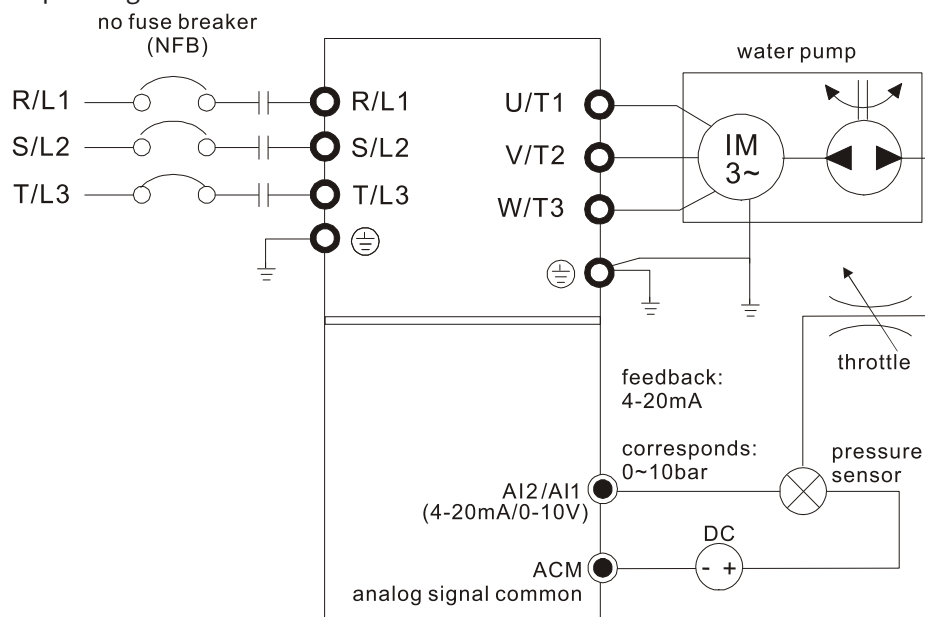 no fuse breaker
(NFB)
water pump
R/L1
R/L1
U/T1
S/L2
S/L2
V/T2
IM
3~
T/L3
T/L3
W/T3
throttle
feedback:
4-20mA
corresponds:
0~10bar
pressure
sensor
AI2/AI1
(4-20mA/0-10V)
DC
- +
ACM
analog signal common